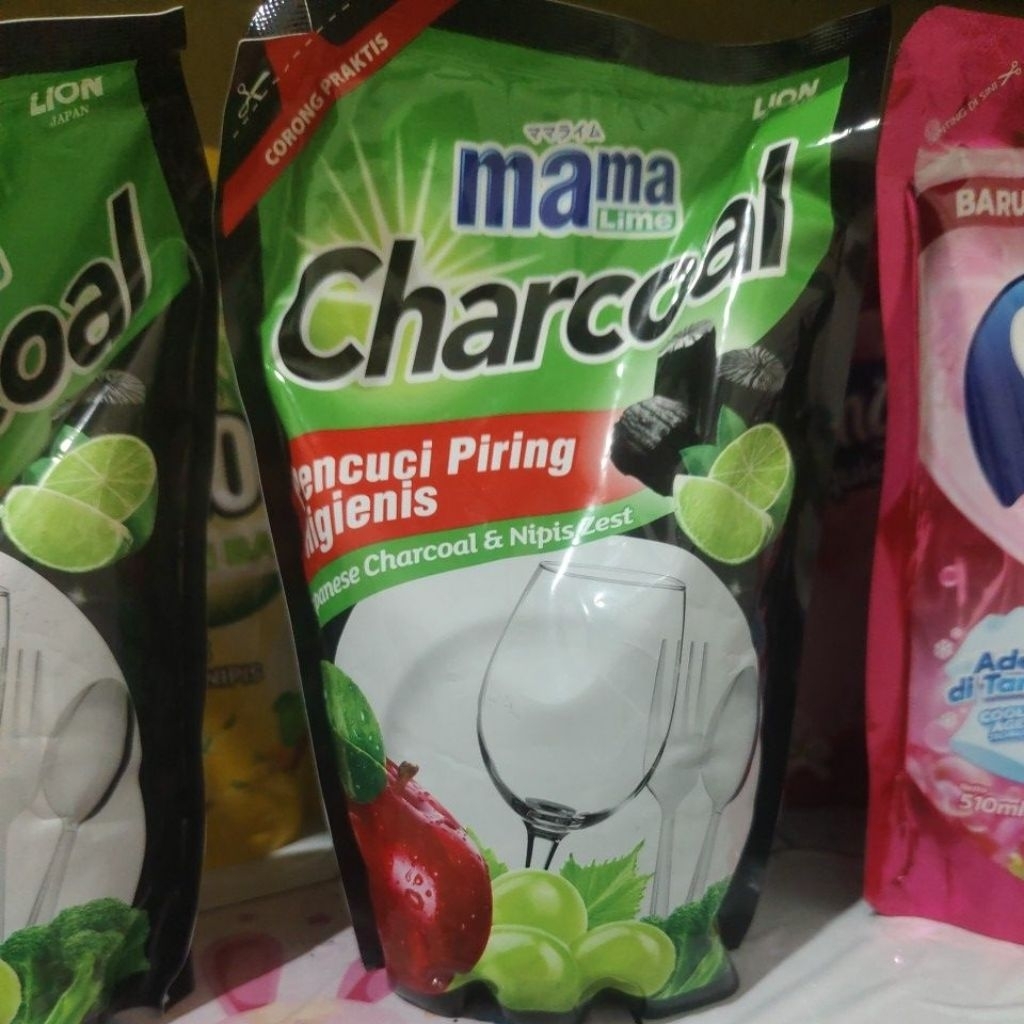 LION
JAPAN
oal
CORONG PRAKTIS
LION
ママライム
mama
Lime
Charcoal
encuci Piring
igienis
panese Charcoal & Nipis Zest
NIPIS
BARU
Ade
di Tar
510ml